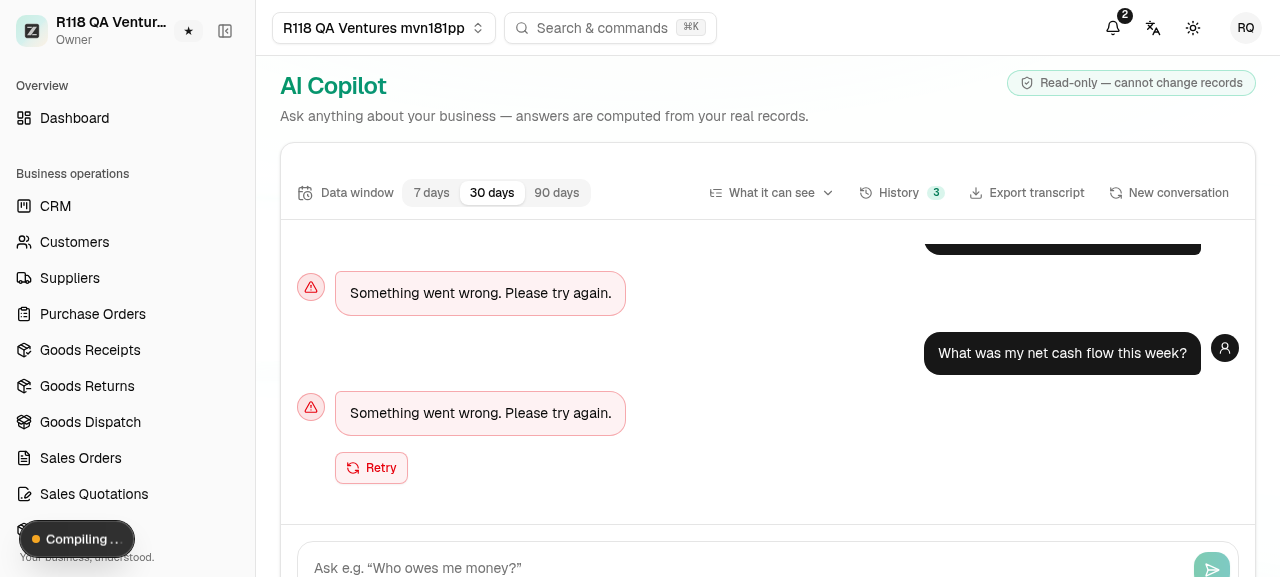 R118 QA Ventur...
Owner
Overview
Dashboard
Business operations
CRM
Customers
Suppliers
Purchase Orders
Goods Receipts
Goods Returns
Goods Dispatch
Sales Orders
Sales Quotations
Compiling ...
Your business, understood.
R118 QA Ventures mvn181pp
Search & commands ⌘K
2
RQ
AI Copilot
Read-only — cannot change records
Ask anything about your business — answers are computed from your real records.
Data window 7 days 30 days 90 days
What it can see History 3 Export transcript New conversation
Something went wrong. Please try again.
What was my net cash flow this week?
Something went wrong. Please try again.
Retry
Ask e.g. “Who owes me money?”